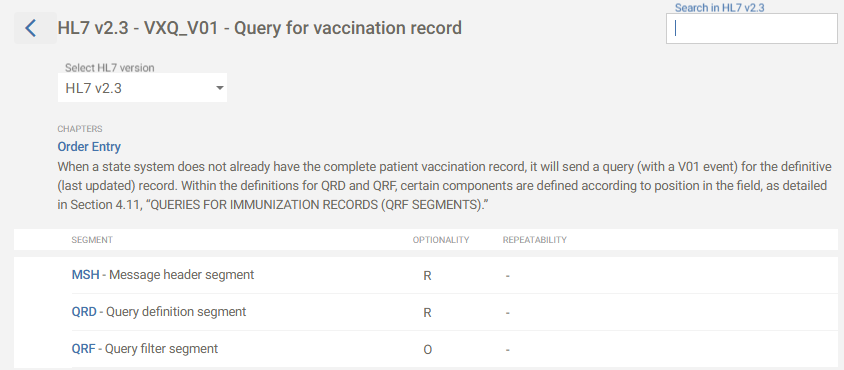 HL7 v2.3 - VXQ_V01 - Query for vaccination record
Search in HL7 v2.3
Select HL7 version
HL7 v2.3
CHAPTERS
Order Entry
When a state system does not already have the complete patient vaccination record, it will send a query (with a V01 event) for the definitive
(last updated) record. Within the definitions for QRD and QRF, certain components are defined according to position in the field, as detailed
in Section 4.11, “QUERIES FOR IMMUNIZATION RECORDS (QRF SEGMENTS).”
SEGMENT OPTIONALITY REPEATABILITY
MSH - Message header segment R -
QRD - Query definition segment R -
QRF - Query filter segment O -